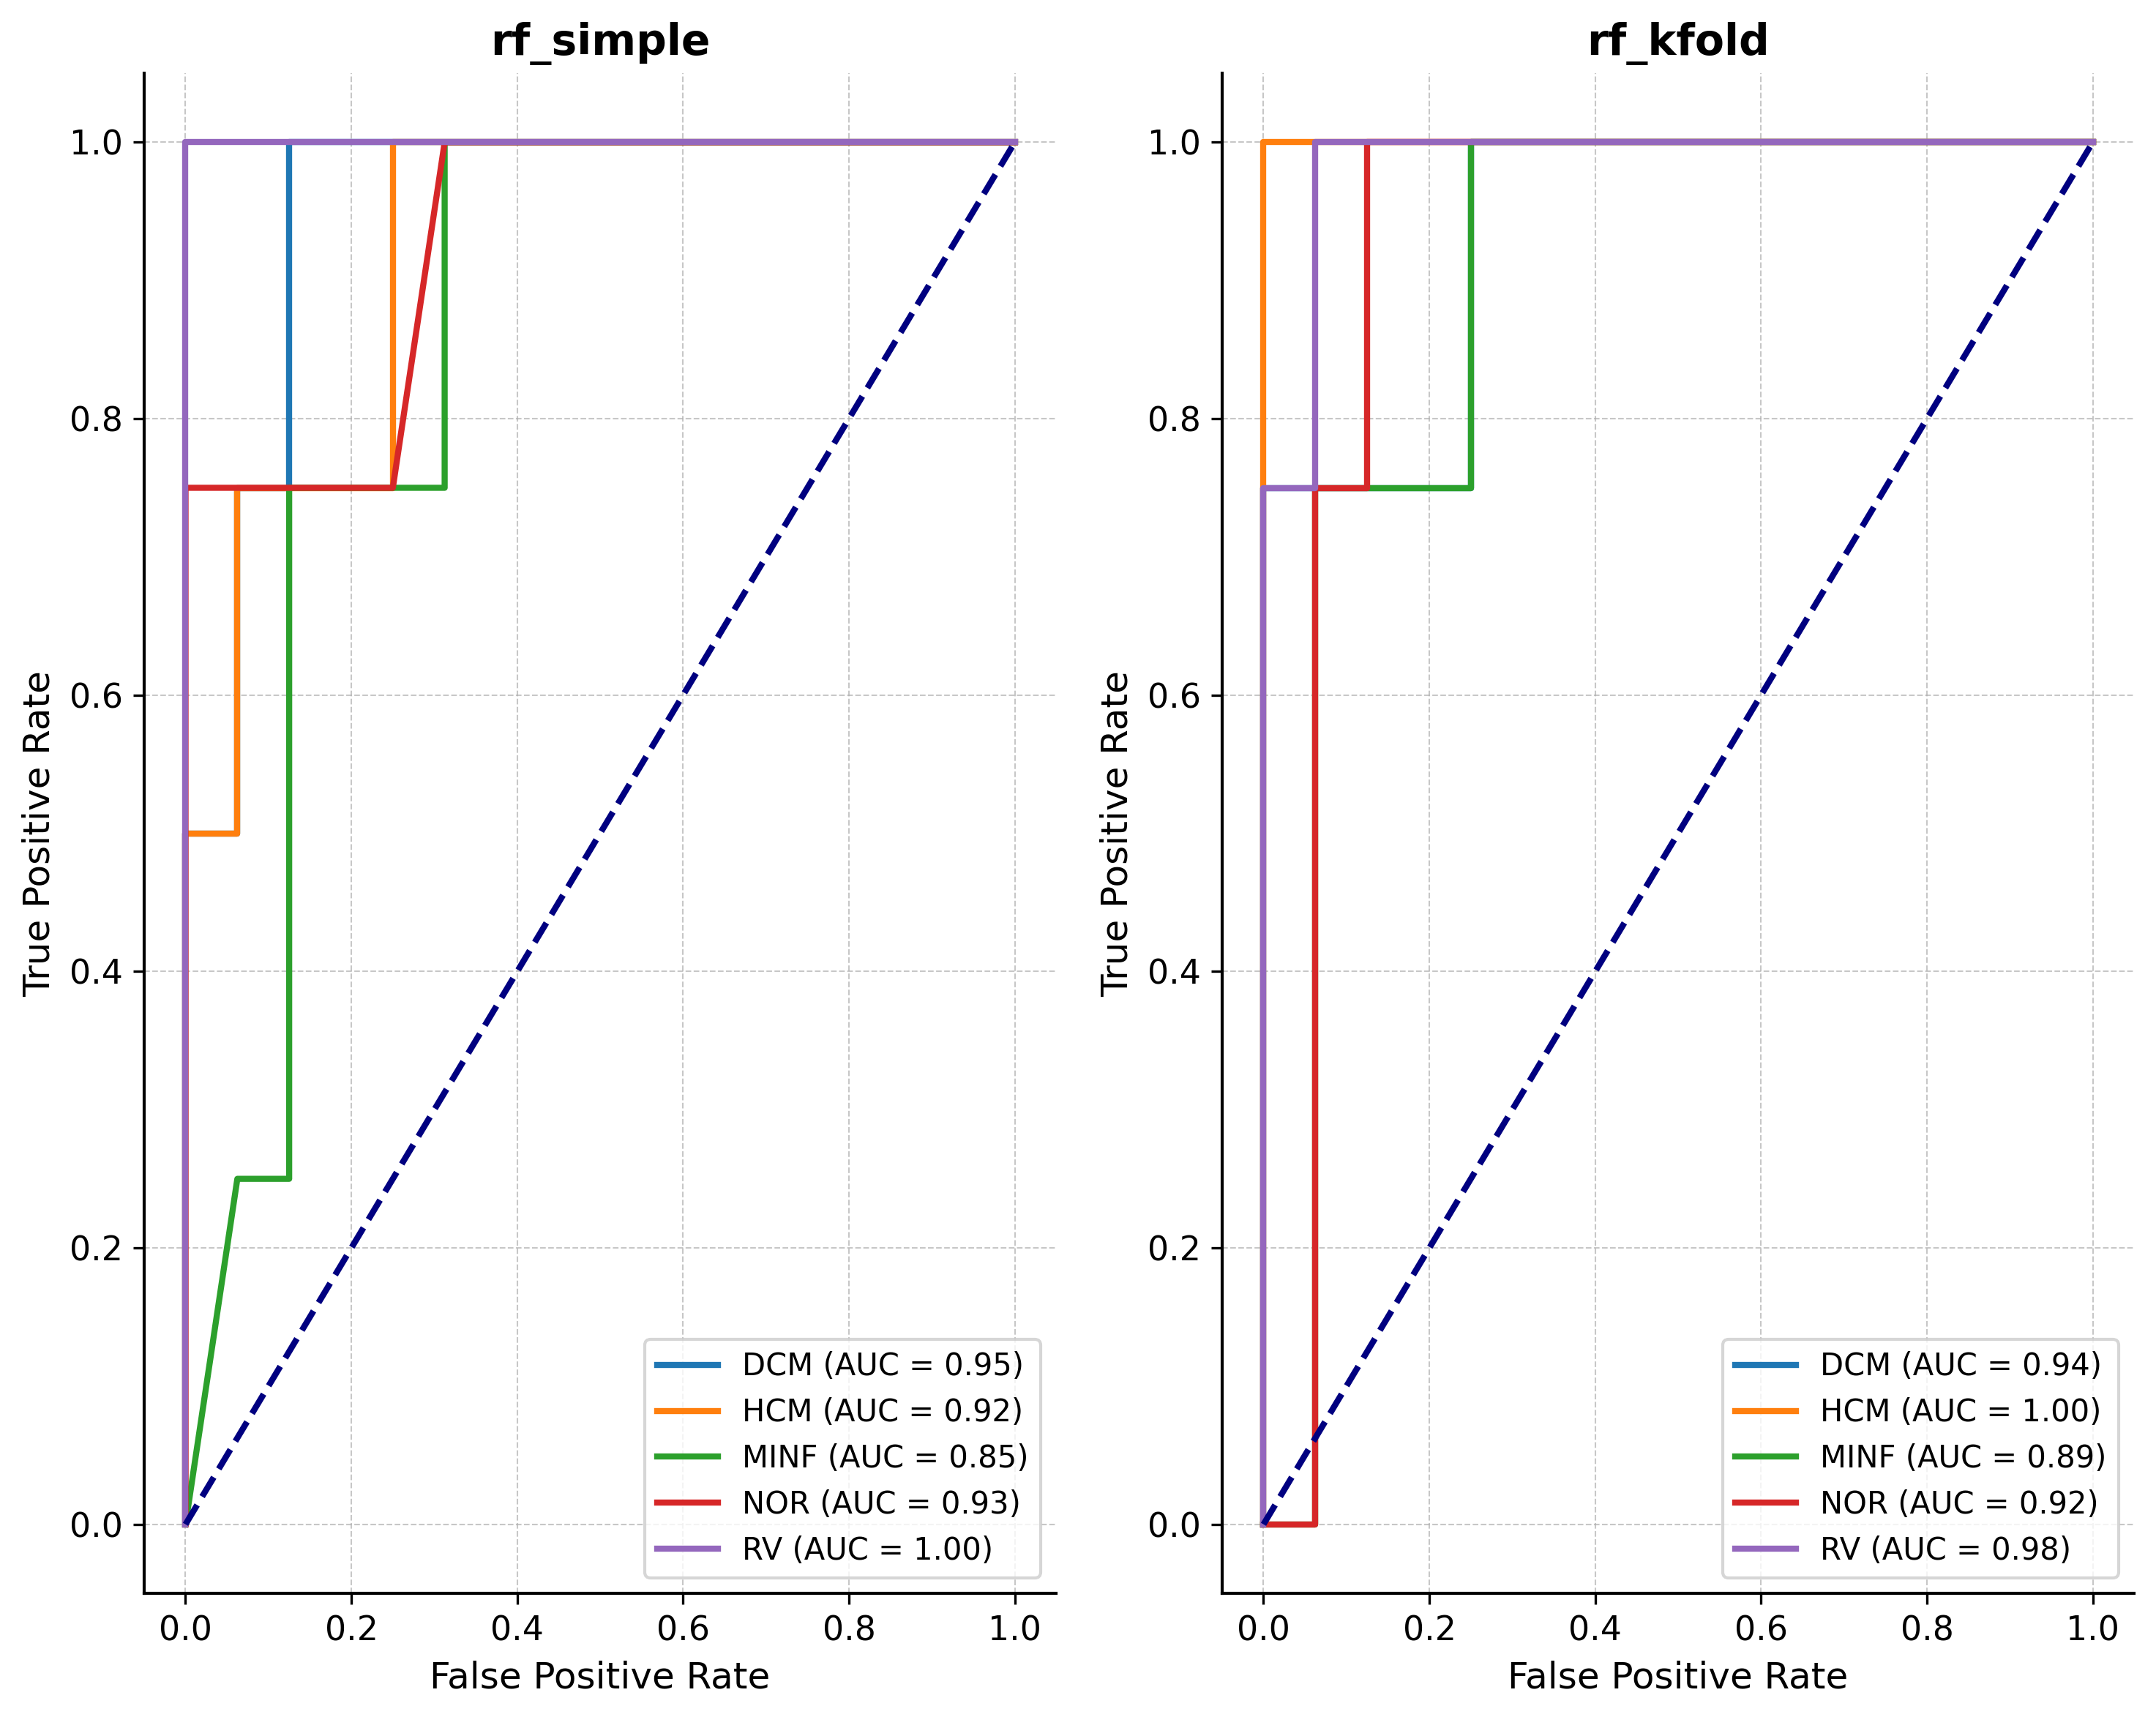 rf_simple
1.0
0.8
0.6
0.4
0.2
0.0
True Positive Rate
0.0 0.2 0.4 0.6 0.8 1.0
False Positive Rate
DCM (AUC = 0.95)
HCM (AUC = 0.92)
MINF (AUC = 0.85)
NOR (AUC = 0.93)
RV (AUC = 1.00)
rf_kfold
1.0
0.8
0.6
0.4
0.2
0.0
True Positive Rate
0.0 0.2 0.4 0.6 0.8 1.0
False Positive Rate
DCM (AUC = 0.94)
HCM (AUC = 1.00)
MINF (AUC = 0.89)
NOR (AUC = 0.92)
RV (AUC = 0.98)